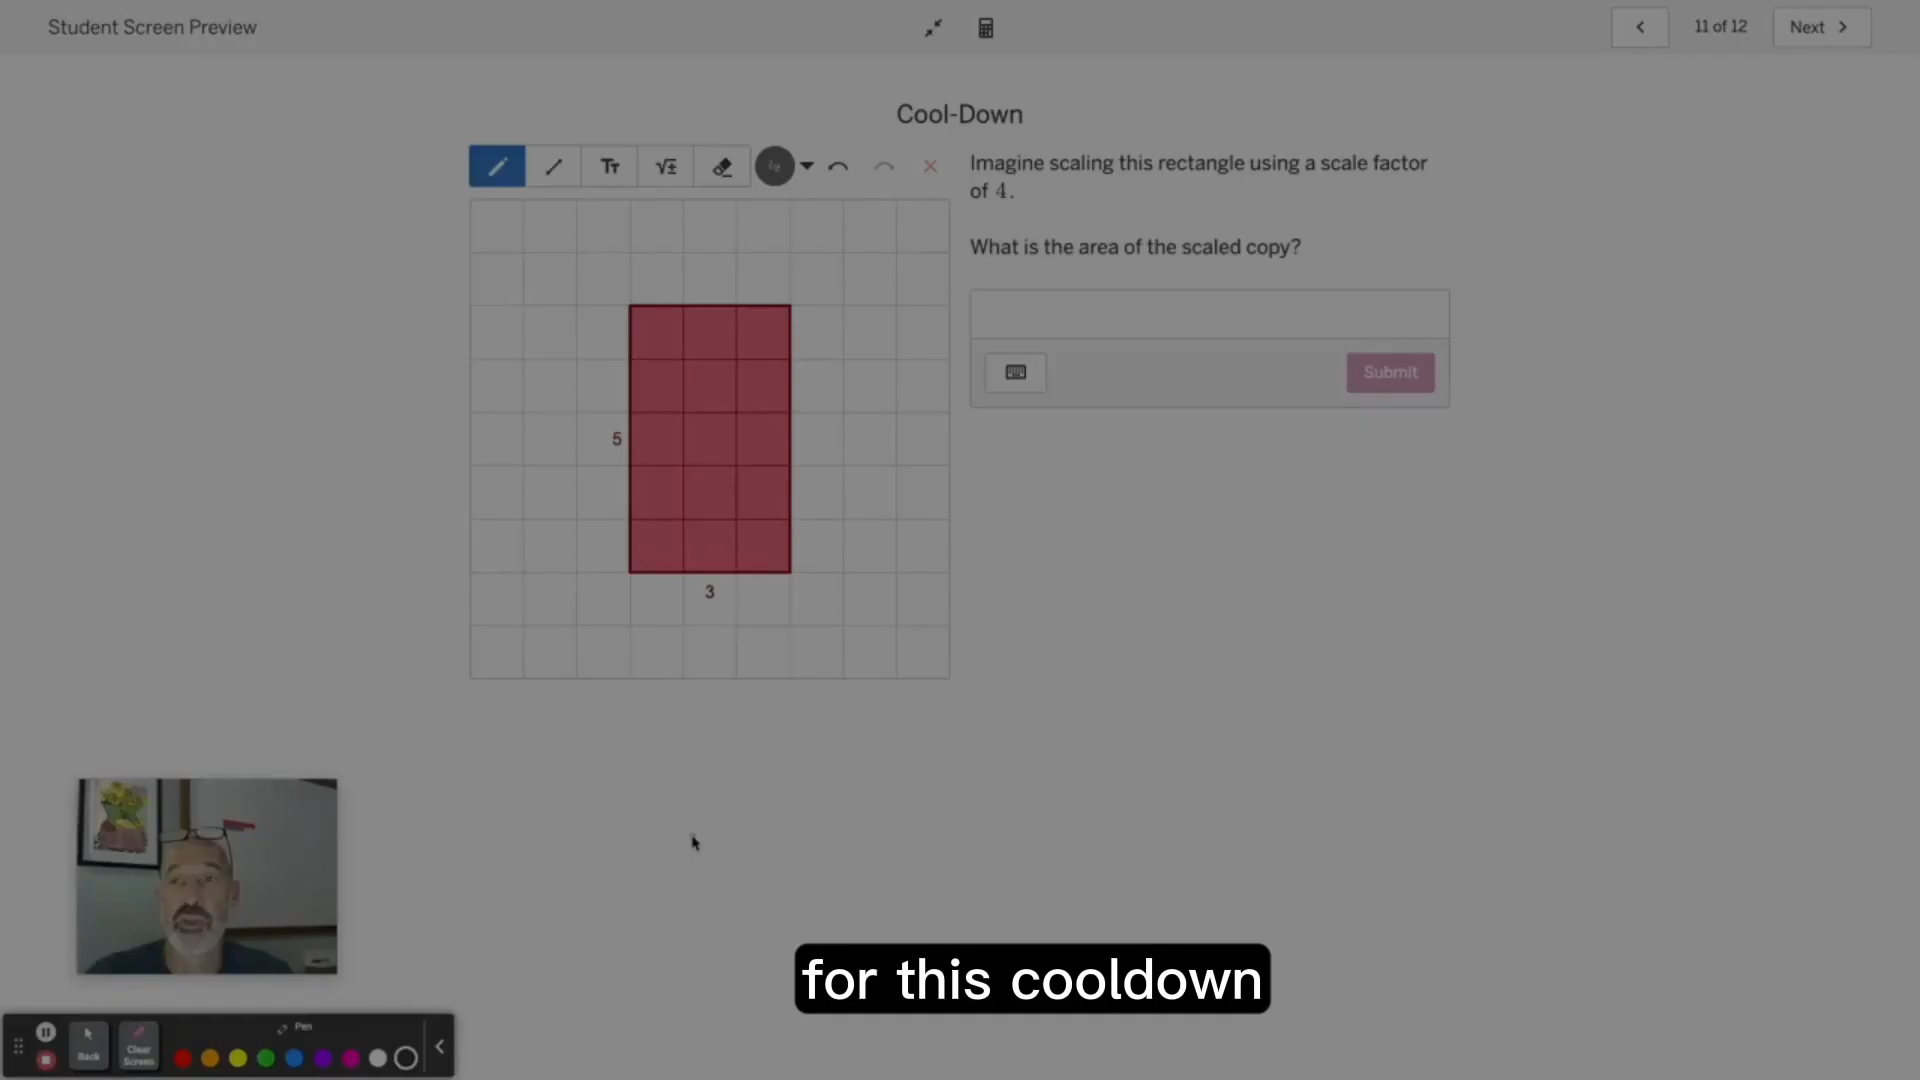 Student Screen Preview
11 of 12
Next
Cool-Down
Tт
√±
Imagine scaling this rectangle using a scale factor
of 4.
What is the area of the scaled copy?
Submit
5
3
for this cooldown
Pen
Back
Clear
Screen